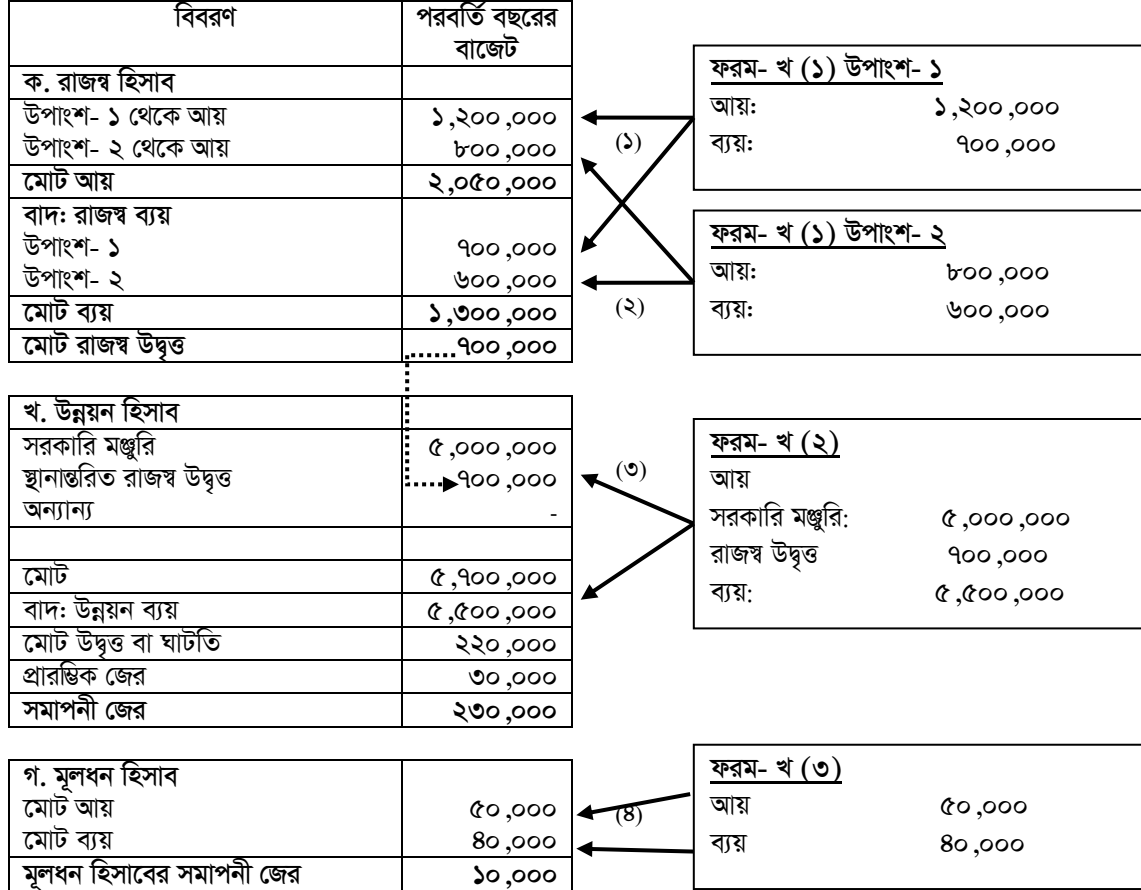 বিবরণ পরবর্তি বছরের
বাজেট
ক. রাজস্ব হিসাব
উপাংশ- ১ থেকে আয় ১,২০০,০০০
উপাংশ- ২ থেকে আয় ৮০০,০০০
মোট আয় ২,০৫০,০০০
বাদ: রাজস্ব ব্যয়
উপাংশ- ১ ৭০০,০০০
উপাংশ- ২ ৬০০,০০০
মোট ব্যয় ১,৩০০,০০০
মোট রাজস্ব উদ্বৃত্ত ৭০০,০০০
(১)
(২)
ফরম- খ (১) উপাংশ- ১
আয়: ১,২০০,০০০
ব্যয়: ৭০০,০০০
ফরম- খ (১) উপাংশ- ২
আয়: ৮০০,০০০
ব্যয়: ৬০০,০০০
খ. উন্নয়ন হিসাব
সরকারি মঞ্জুরি ৫,০০০,০০০
স্থানান্তরিত রাজস্ব উদ্বৃত্ত ৭০০,০০০
অন্যান্য -
মোট ৫,৭০০,০০০
বাদ: উন্নয়ন ব্যয় ৫,৫০০,০০০
মোট উদ্বৃত্ত বা ঘাটতি ২২০,০০০
প্রারম্ভিক জের ৩০,০০০
সমাপনী জের ২৩০,০০০
(৩)
ফরম- খ (২)
আয়
সরকারি মঞ্জুরি: ৫,০০০,০০০
রাজস্ব উদ্বৃত্ত ৭০০,০০০
ব্যয়: ৫,৫০০,০০০
গ. মূলধন হিসাব
মোট আয় ৫০,০০০
মোট ব্যয় ৪০,০০০
মূলধন হিসাবের সমাপনী জের ১০,০০০
(৪)
ফরম- খ (৩)
আয় ৫০,০০০
ব্যয় ৪০,০০০